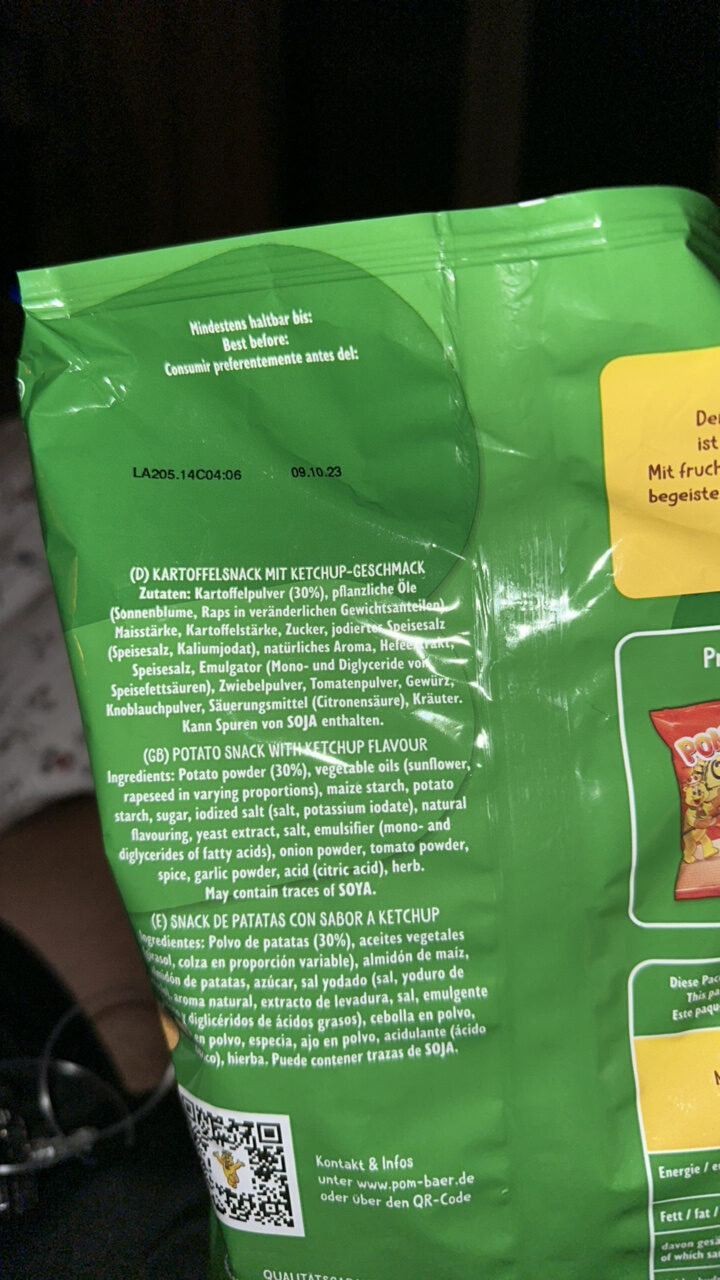 Mindestens haltbar bis:
Best before:
Consumir preferentemente antes del:
LA205.14C04:06 09.10.23
(D) KARTOFFELSNACK MIT KETCHUP-GESCHMACK
Zutaten: Kartoffelpulver (30%), pflanzliche Öle
(Sonnenblume, Raps in veränderlichen Gewichtsanteilen),
Maisstärke, Kartoffelstärke, Zucker, jodiertes Speisesalz
(Speisesalz, Kaliumjodat), natürliches Aroma,
Speisesalz, Emulgator (Mono- und Diglyceride von
Speisefettsäuren), Zwiebelpulver, Tomatenpulver, Gewürz,
Knoblauchpulver, Säuerungsmittel (Citronensäure), Kräuter.
Kann Spuren von SOJA enthalten.
(GB) POTATO SNACK WITH KETCHUP FLAVOUR
Ingredients: Potato powder (30%), vegetable oils (sunflower,
rapeseed in varying proportions), maize starch, potato
starch, sugar, iodized salt (salt, potassium iodate), natural
flavouring, yeast extract, salt, emulsifier (mono- and
diglycerides of fatty acids), onion powder, tomato powder,
spice, garlic powder, acid (citric acid), herb.
May contain traces of SOYA.
(E) SNACK DE PATATAS CON SABOR A KETCHUP
Ingredientes: Polvo de patatas (30%), aceites vegetales
colza en proporción variable), almidón de maíz,
almidón de patatas, azúcar, sal yodado (sal, yoduro de
aroma natural, extracto de levadura, sal, emulgente
y diglicéridos de ácidos grasos), cebolla en polvo,
en polvo, especia, ajo en polvo, acidulante (ácido
hierba. Puede contener trazas de SOJA.
Kontakt & Infos
unter www.pom-baer.de
oder über den QR-Code
ist
Mit
Diese
This
Este
Energie /
Fett / fat /
davon
of which